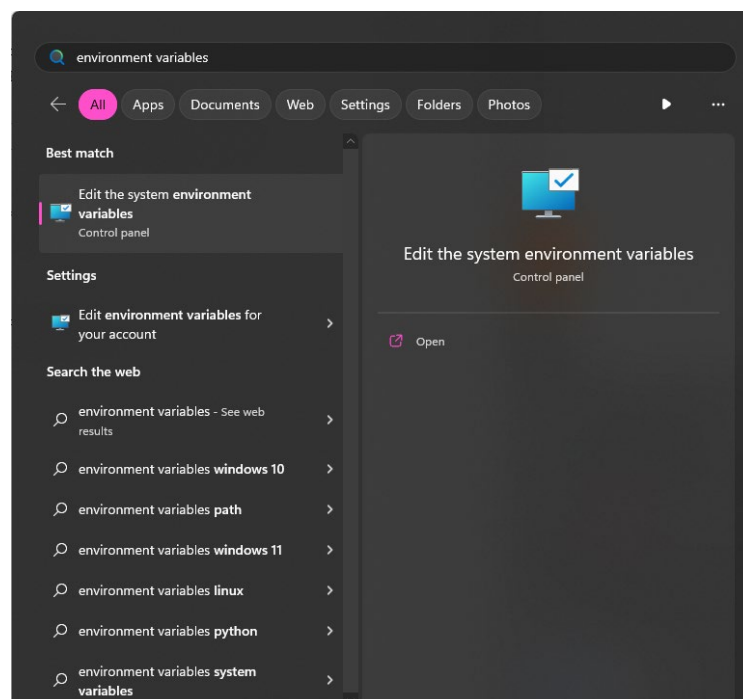 environment variables
All
Apps
Documents
Web
Settings
Folders
Photos
Best match
Edit the system environment
variables
Control panel
Settings
Edit environment variables for
your account
Search the web
environment variables - See web
results
environment variables windows 10
environment variables path
environment variables windows 11
environment variables linux
environment variables python
environment variables system
variables
Edit the system environment variables
Control panel
Open